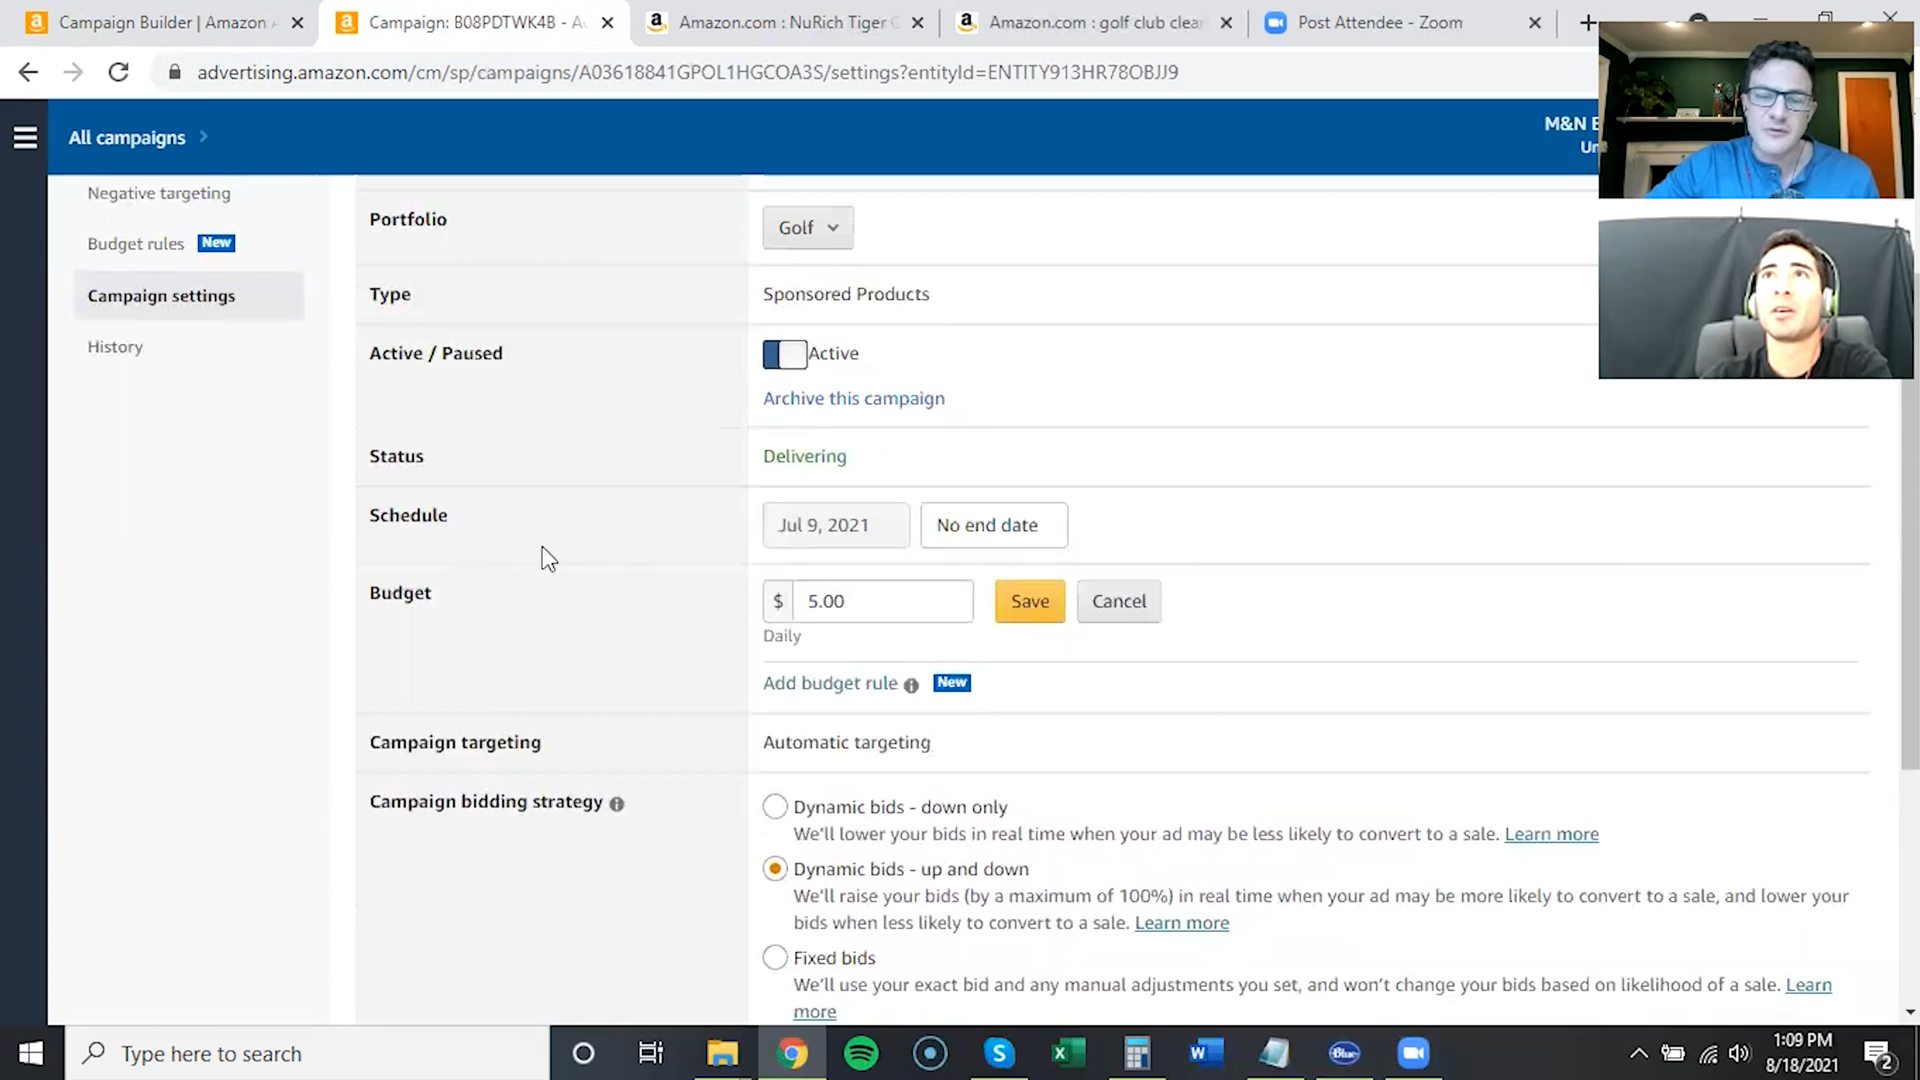 Campaign Builder | Amazon A
Campaign: B08PDTWK4B - Au
Amazon.com : NuRich Tiger
Amazon.com : golf club clea
Post Attendee - Zoom
advertising.amazon.com/cm/sp/campaigns/A03618841GPOL1HGCOA3S/settings?entityId=ENTITY913HR78OBJJ9
All campaigns
M&N E
Un
Negative targeting
Budget rules New
Campaign settings
History
Portfolio
Golf
Type
Sponsored Products
Active / Paused
Active
Archive this campaign
Status
Delivering
Schedule
Jul 9, 2021
No end date
Budget
$ 5.00
Save
Cancel
Daily
Add budget rule New
Campaign targeting
Automatic targeting
Campaign bidding strategy
Dynamic bids - down only
We'll lower your bids in real time when your ad may be less likely to convert to a sale. Learn more
Dynamic bids - up and down
We'll raise your bids (by a maximum of 100%) in real time when your ad may be more likely to convert to a sale, and lower your
bids when less likely to convert to a sale. Learn more
Fixed bids
We'll use your exact bid and any manual adjustments you set, and won't change your bids based on likelihood of a sale. Learn
more
Type here to search
Blue
1:09 PM
8/18/2021
2